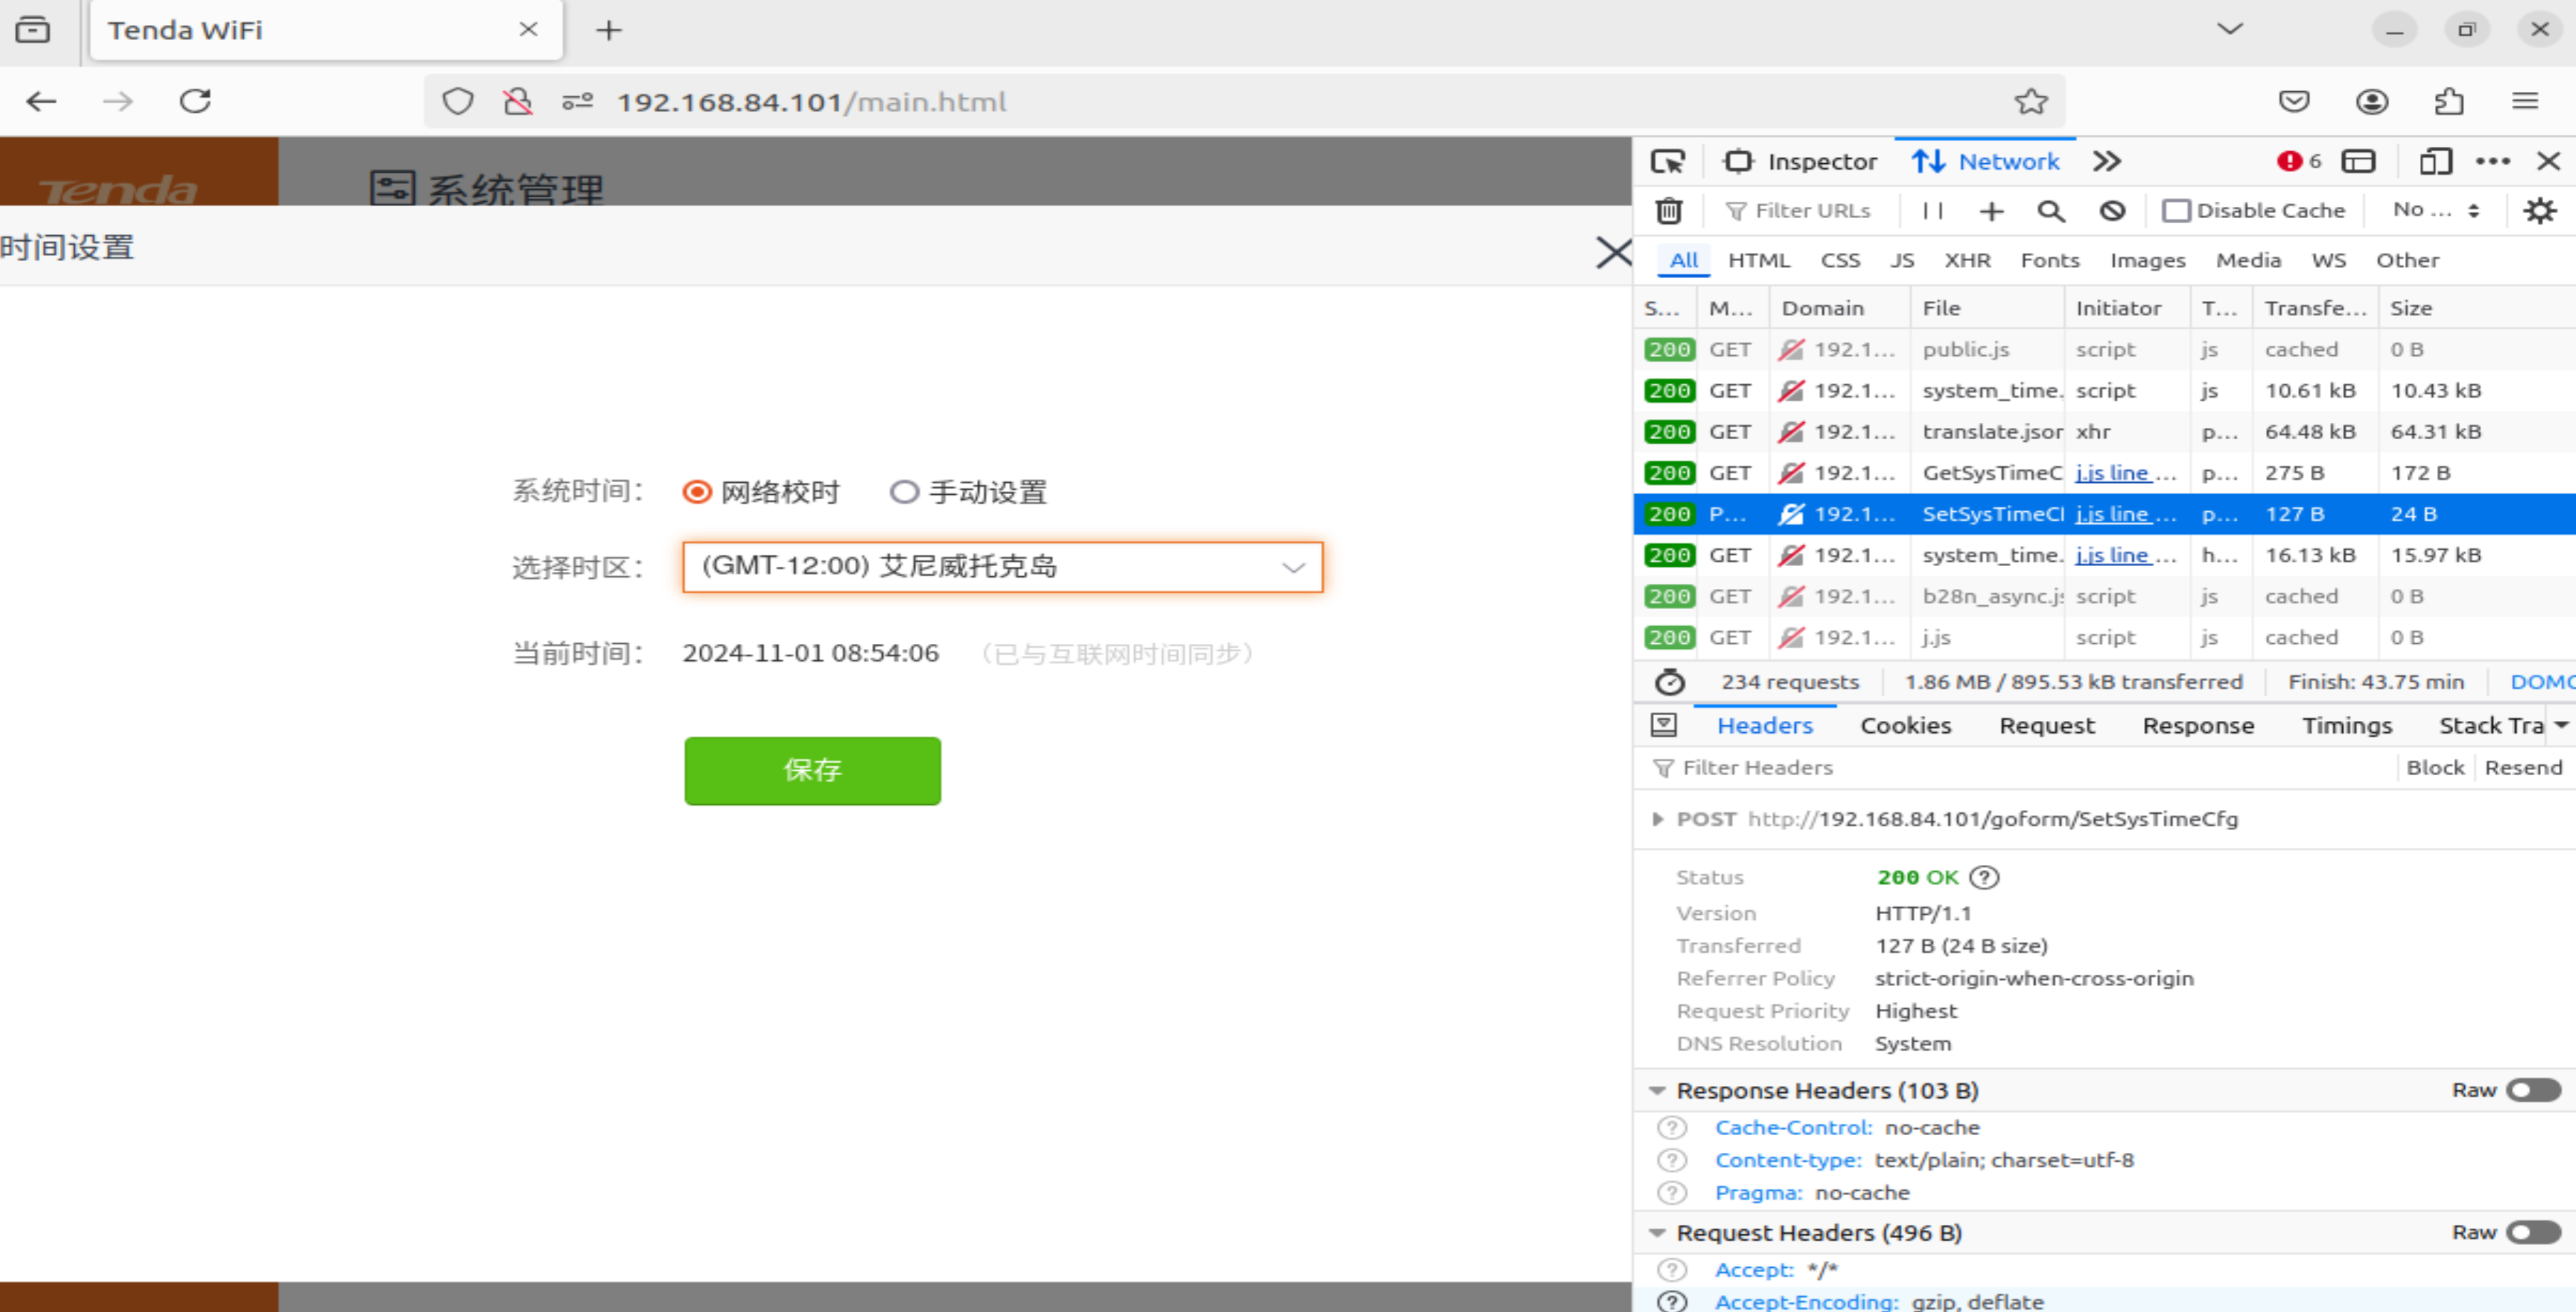 Tenda WiFi
192.168.84.101/main.html
Tenda
系统管理
时间设置
系统时间： 网络校时 手动设置
选择时区： (GMT-12:00) 艾尼威托克岛
当前时间： 2024-11-01 08:54:06 （已与互联网时间同步）
保存
Inspector Network 6
Filter URLs Disable Cache No ...
All HTML CSS JS XHR Fonts Images Media WS Other
S... M... Domain File Initiator T... Transfe... Size
200 GET 192.1... public.js script js cached 0 B
200 GET 192.1... system_time. script js 10.61 kB 10.43 kB
200 GET 192.1... translate.jsor xhr p... 64.48 kB 64.31 kB
200 GET 192.1... GetSysTimeC j.js line ... p... 275 B 172 B
200 P... 192.1... SetSysTimeCl j.js line ... p... 127 B 24 B
200 GET 192.1... system_time. j.js line ... h... 16.13 kB 15.97 kB
200 GET 192.1... b28n_async.js script js cached 0 B
200 GET 192.1... j.js script js cached 0 B
234 requests 1.86 MB / 895.53 kB transferred Finish: 43.75 min DOMC
Headers Cookies Request Response Timings Stack Tra
Filter Headers Block Resend
POST http://192.168.84.101/goform/SetSysTimeCfg
Status 200 OK
Version HTTP/1.1
Transferred 127 B (24 B size)
Referrer Policy strict-origin-when-cross-origin
Request Priority Highest
DNS Resolution System
Response Headers (103 B) Raw
Cache-Control: no-cache
Content-type: text/plain; charset=utf-8
Pragma: no-cache
Request Headers (496 B) Raw
Accept: */*
Accept-Encoding: gzip, deflate